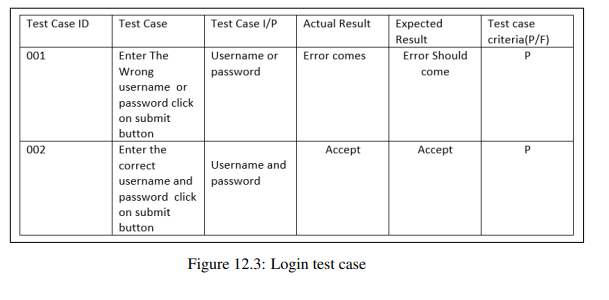 Test Case ID Test Case Test Case I/P Actual Result Expected Result Test case criteria(P/F)
001 Enter The Wrong username or password click on submit button Username or password Error comes Error Should come P
002 Enter the correct username and password click on submit button Username and password Accept Accept P
Figure 12.3: Login test case